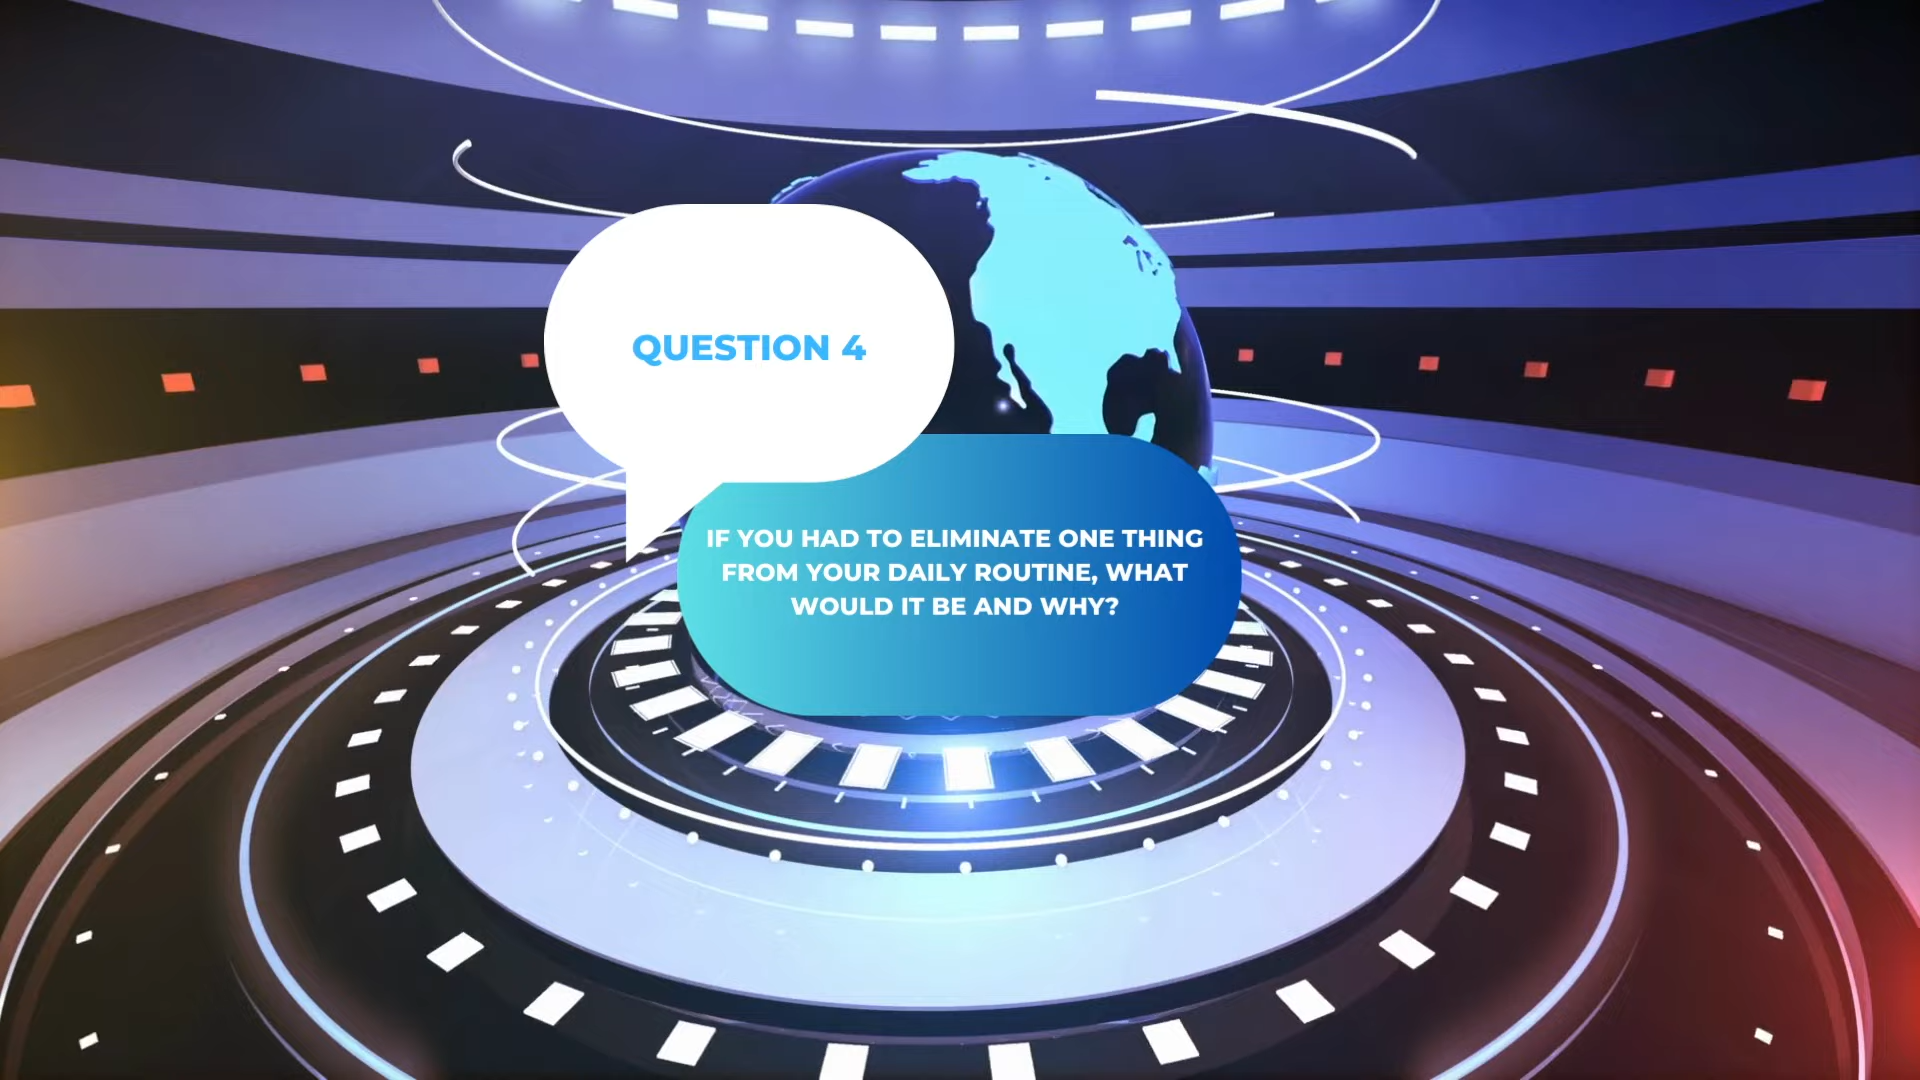 QUESTION 4
IF YOU HAD TO ELIMINATE ONE THING
FROM YOUR DAILY ROUTINE, WHAT
WOULD IT BE AND WHY?